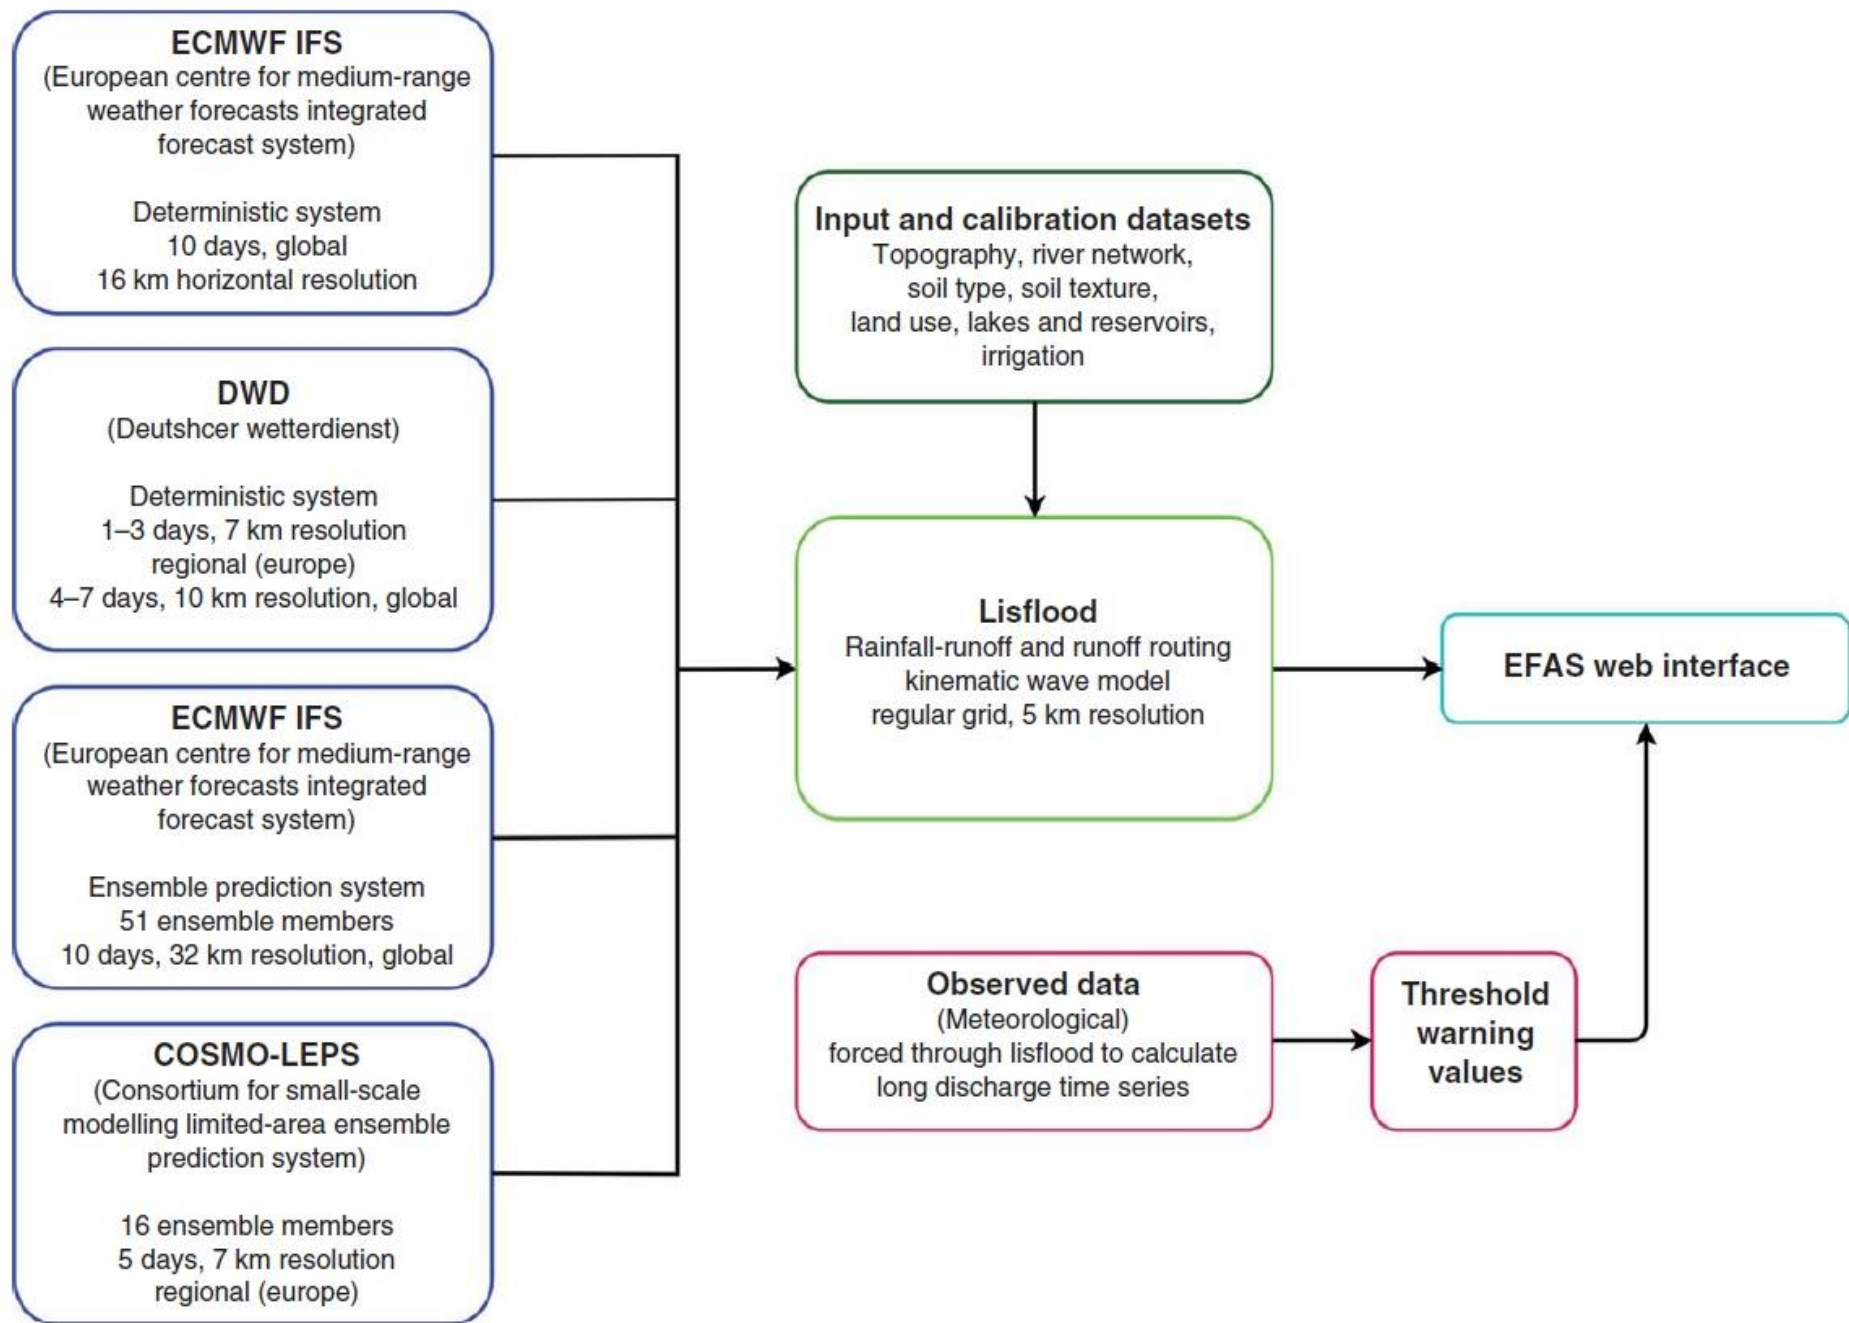 ECMWF IFS
(European centre for medium-range
weather forecasts integrated
forecast system)
Deterministic system
10 days, global
16 km horizontal resolution
DWD
(Deutshcer wetterdienst)
Deterministic system
1–3 days, 7 km resolution
regional (europe)
4–7 days, 10 km resolution, global
ECMWF IFS
(European centre for medium-range
weather forecasts integrated
forecast system)
Ensemble prediction system
51 ensemble members
10 days, 32 km resolution, global
COSMO-LEPS
(Consortium for small-scale
modelling limited-area ensemble
prediction system)
16 ensemble members
5 days, 7 km resolution
regional (europe)
Input and calibration datasets
Topography, river network,
soil type, soil texture,
land use, lakes and reservoirs,
irrigation
Lisflood
Rainfall-runoff and runoff routing
kinematic wave model
regular grid, 5 km resolution
EFAS web interface
Observed data
(Meteorological)
forced through lisflood to calculate
long discharge time series
Threshold
warning
values